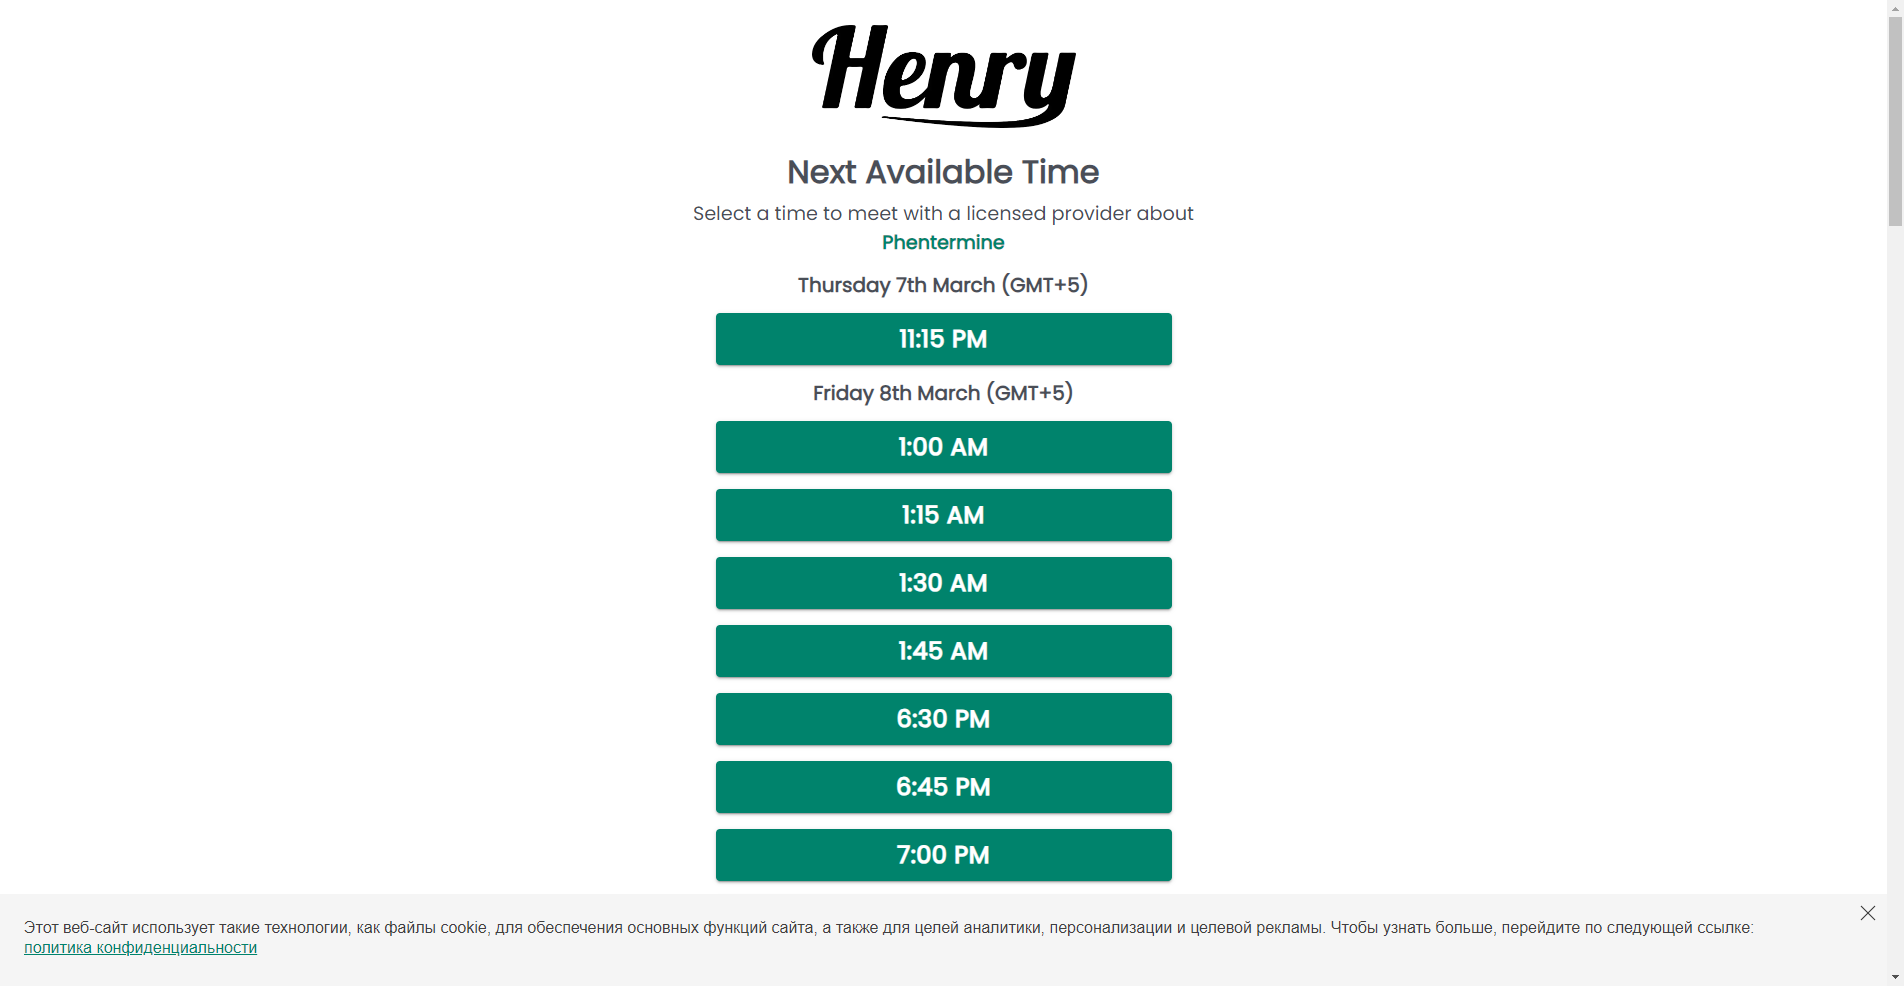 Henry
Next Available Time
Select a time to meet with a licensed provider about
Phentermine
Thursday 7th March (GMT+5)
11:15 PM
Friday 8th March (GMT+5)
1:00 AM
1:15 AM
1:30 AM
1:45 AM
6:30 PM
6:45 PM
7:00 PM
Этот веб-сайт использует такие технологии, как файлы cookie, для обеспечения основных функций сайта, а также для целей аналитики, персонализации и целевой рекламы. Чтобы узнать больше, перейдите по следующей ссылке:
политика конфиденциальности